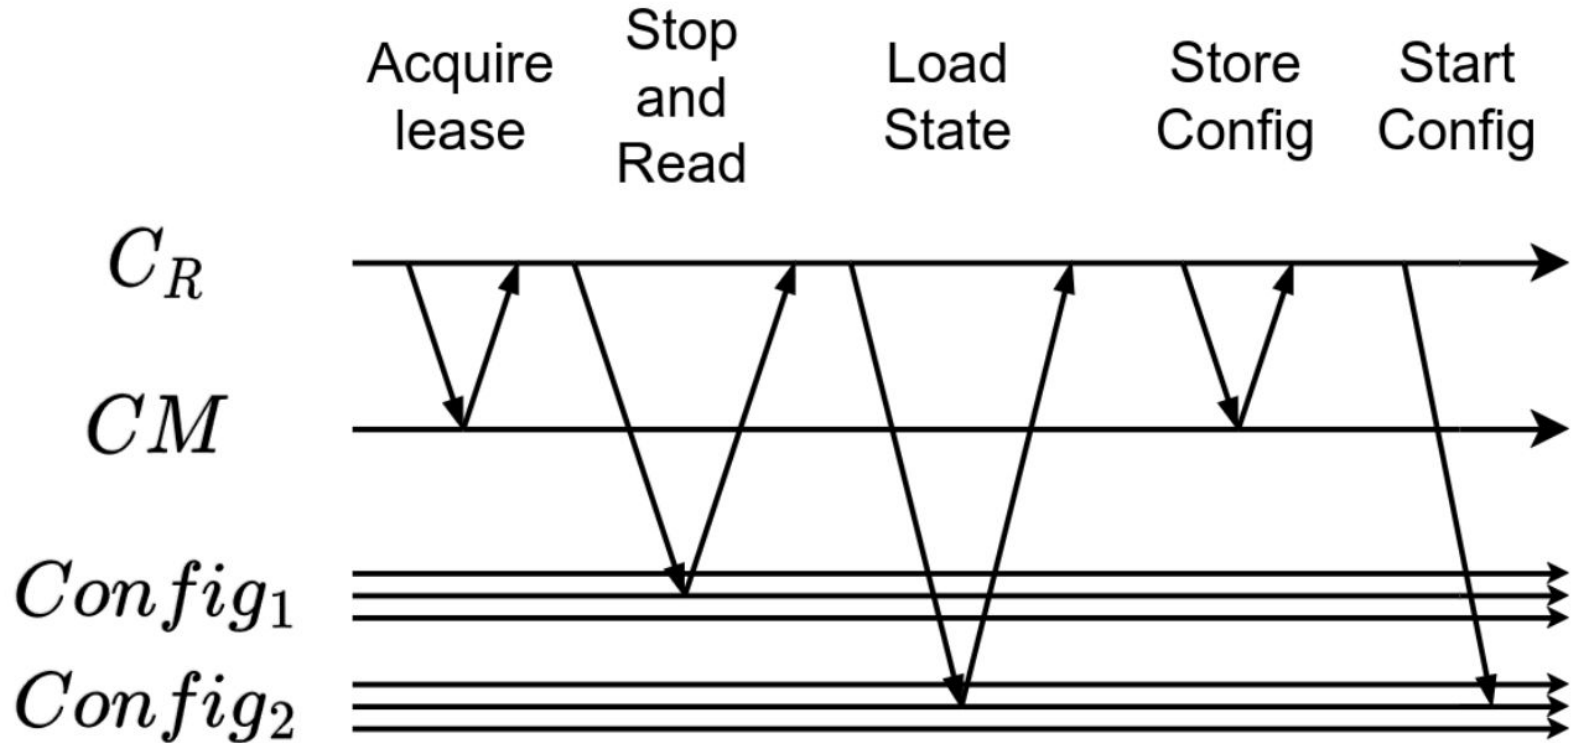 Acquire
lease
Stop
and
Read
Load
State
Store
Config
Start
Config
C_R
CM
Config_1
Config_2